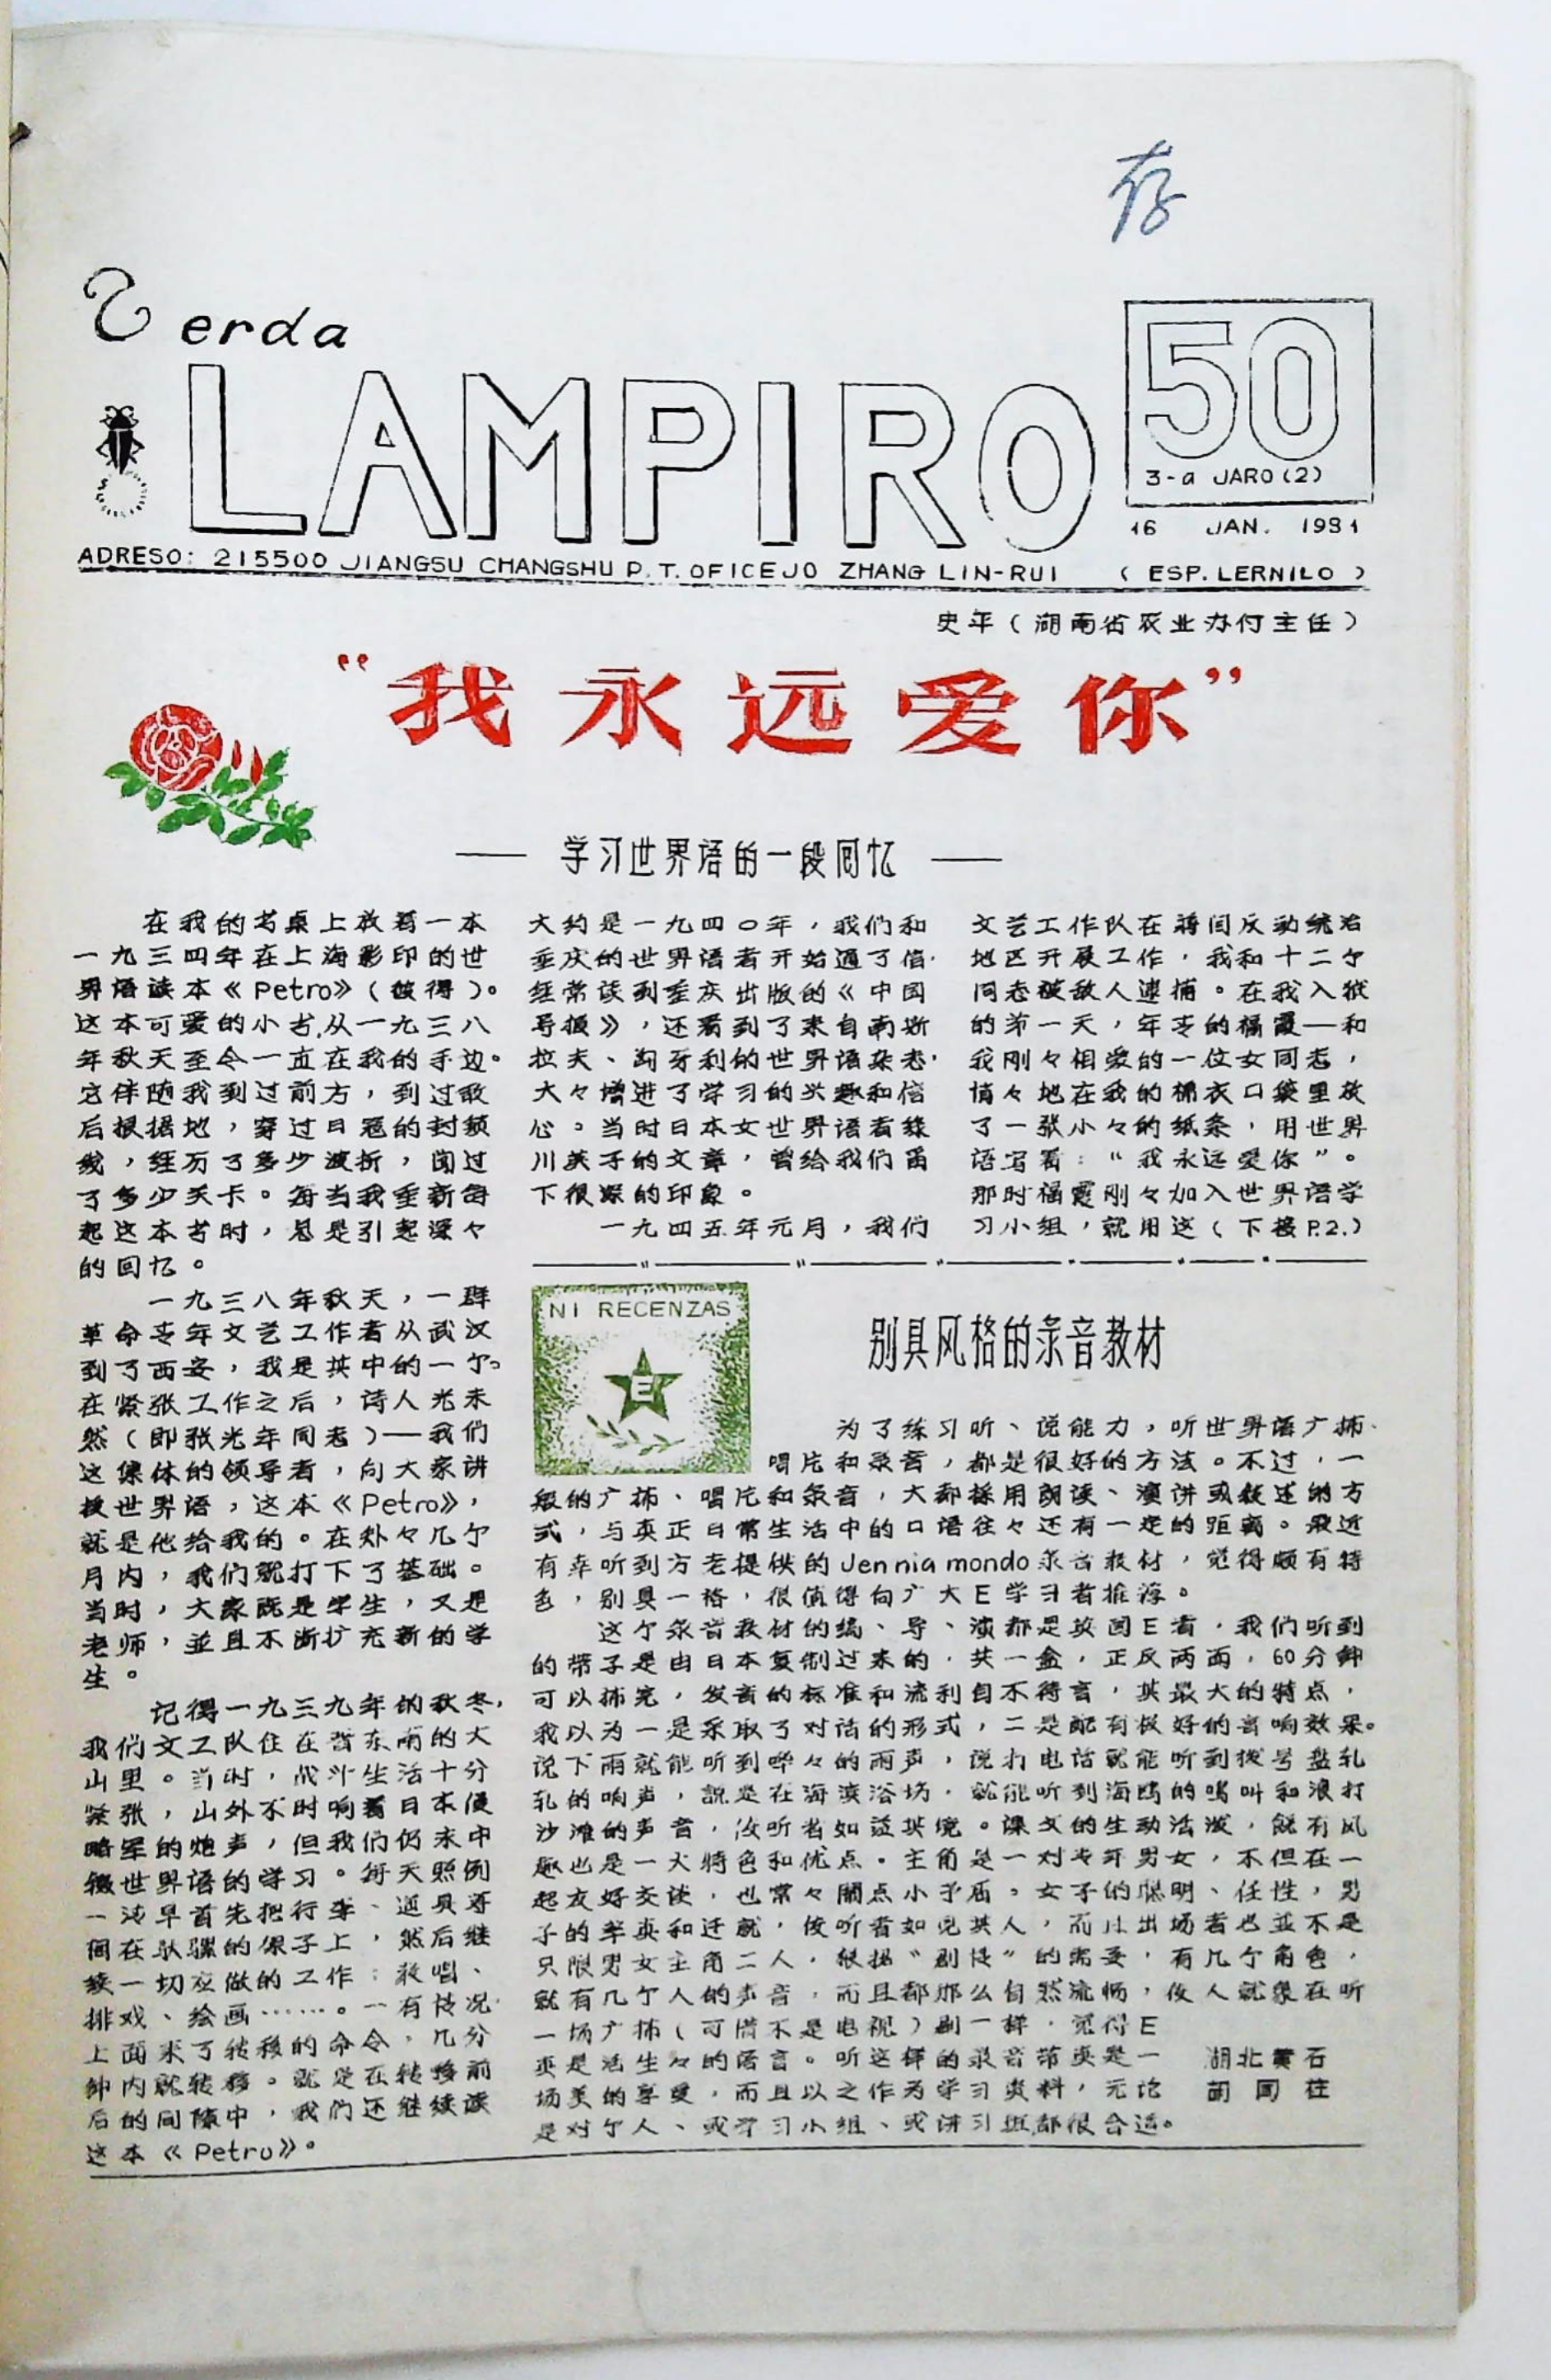 存
Verda
LAMPIRO
50
3-a JARO (2)
16 JAN. 1981
ADRESO: 215500 JIANGSU CHANGSHU P.T.OFICEJO ZHANG LIN-RUI (ESP.LERNILO)
史平(湖南省农业办付主任)
“我永远爱你”
—— 学习世界语的一段回忆 ——
在我的书桌上放着一本
一九三四年在上海影印的世
界语读本《Petro》(彼得)。
这本可爱的小书,从一九三八
年秋天至今一直在我的手边。
它伴随我到过前方,到过敌
后根据地,穿过日冠的封锁
线,经历了多少波折,闯过
了多少关卡。每当我重新每
起这本书时,总是引起深々
的回忆。
一九三八年秋天,一群
革命青年文艺工作者从武汉
到了西安,我是其中的一个。
在紧张工作之后,诗人光未
然(即张光年同志)——我们
这集体的领导者,向大家讲
授世界语,这本《Petro》,
就是他给我的。在短々几个
月内,我们就打下了基础。
当时,大家既是学生,又是
老师,並且不断扩充新的学
生。
记得一九三九年的秋冬,
我们文工队住在晋东南的大
山里。当时,战斗生活十分
紧张,山外不时响着日本侵
略军的炮声,但我们仍未中
缀世界语的学习。每天照例
一清早首先把行李、道具等
捆在驮骡的架子上,然后继
续一切应做的工作:教唱、
排戏、绘画……。一有情况,
上面来了转移的命令,几分
钟内就转移。就是在转移前
后的间隙中,我们还继续读
这本《Petro》。
大约是一九四〇年,我们和
重庆的世界语者开始通了信.
经常读到重庆出版的《中国
导报》,还看到了来自南斯
拉夫、匈牙利的世界语杂志,
大々增进了学习的兴趣和信
心。当时日本女世界语者绿
川英子的文章,曾给我们留
下很深的印象。
一九四五年元月,我们
文艺工作队在蒋闫反动统治
地区开展工作,我和十二个
同志被敌人逮捕。在我入狱
的第一天,年青的福霞——和
我刚々相爱的一位女同志,
悄々地在我的棉衣口袋里放
了一张小々的纸条,用世界
语写着:“我永远爱你”。
那时福霞刚々加入世界语学
习小组,就用这(下接P.2.)
NI RECENZAS
E
别具风格的录音教材
为了练习听、说能力,听世界语广播.
唱片和录音,都是很好的方法。不过,一
般的广播、唱片和录音,大都採用朗读、演讲或叙述的方
式,与真正日常生活中的口语往々还有一定的距离。最近
有幸听到方老提供的Jennia mondo录音教材,觉得颇有特
色,别具一格,很值得向广大E学习者推荐。
这个录音教材的编、导、演都是英国E者,我们听到
的带子是由日本复制过来的,共一盒,正反两面,60分钟
可以播完,发音的标准和流利自不待言,其最大的特点,
我以为一是采取了对话的形式,二是配有极好的音响效果。
说下雨就能听到哗々的雨声,说打电话就能听到拨号盘轧
轧的响声,說是在海滨浴场,就能听到海鸥的鸣叫和浪打
沙滩的声音,使听者如临其境。课文的生动活泼,饶有风
趣也是一大特色和优点。主角是一对青年男女,不但在一
起友好交谈,也常々闹点小矛盾。女子的聪明、任性,男
子的率真和迁就,使听者如见其人,而且出场者也並不是
只限男女主角二人,根据“剧情”的需要,有几个角色,
就有几个人的声音,而且都那么自然流畅,使人就象在听
一场广播(可惜不是电视)剧一样,觉得E
真是活生々的语言。听这样的录音带真是一
场美的享受,而且以之作为学习资料,无论
是对个人、或学习小组、或讲习班都很合适。
湖北黄石
胡国柱